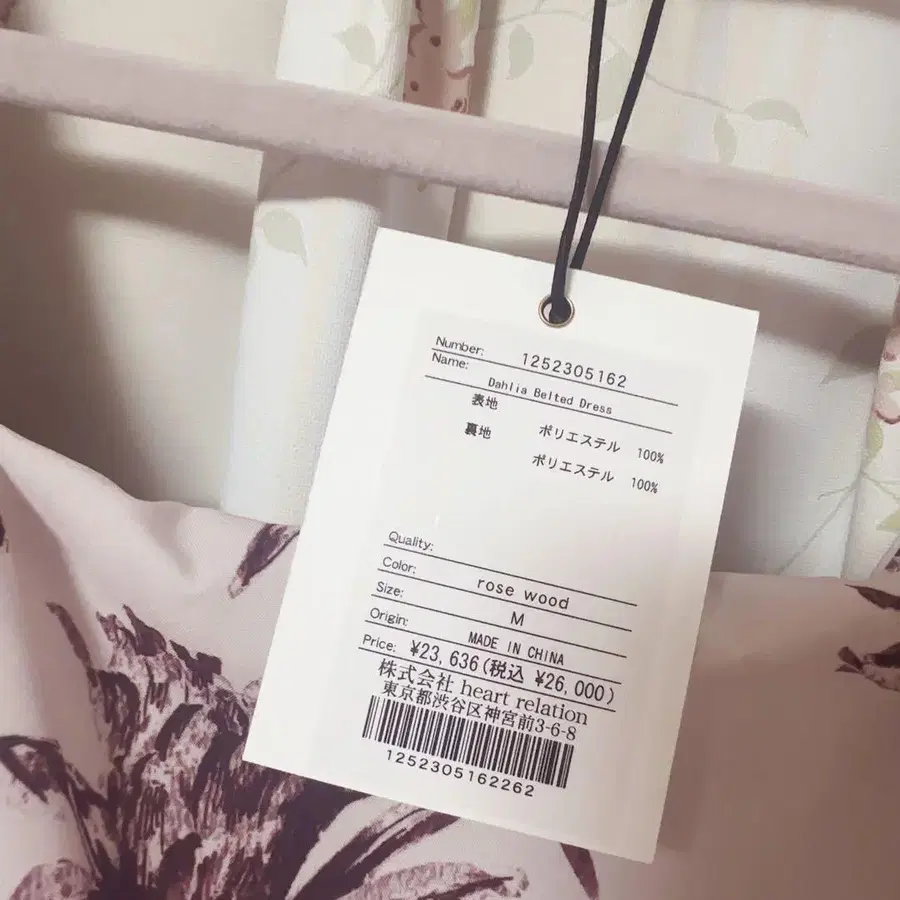 Number: 1252305162
Name:
Dahlia Belted Dress
表地 ポリエステル 100%
裏地 ポリエステル 100%
Quality:
Color: rose wood
Size: M
Origin: MADE IN CHINA
Price: ¥23,636(税込 ¥26,000)
株式会社 heart relation
東京都渋谷区神宮前3-6-8
1252305162262